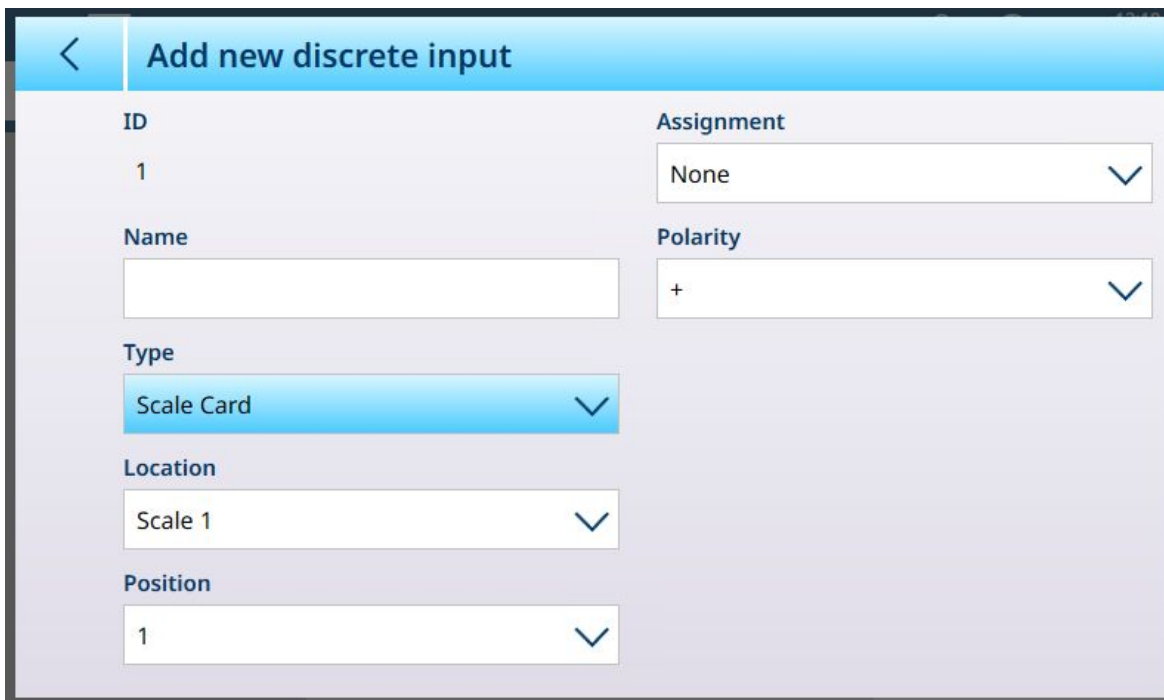 Add new discrete input
ID
1
Name
Type
Scale Card
Location
Scale 1
Position
1
Assignment
None
Polarity
+